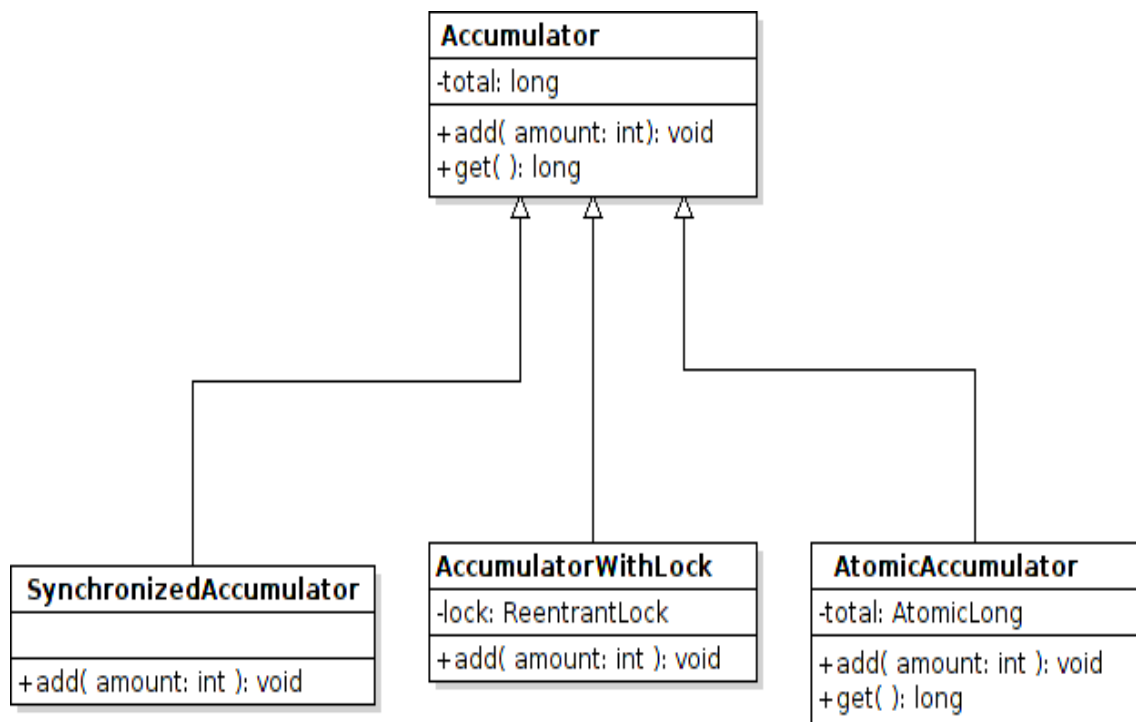 Accumulator
-total: long
+add( amount: int): void
+get( ): long
SynchronizedAccumulator
+add( amount: int ): void
AccumulatorWithLock
-lock: ReentrantLock
+add( amount: int ): void
AtomicAccumulator
-total: AtomicLong
+add( amount: int ): void
+get( ): long